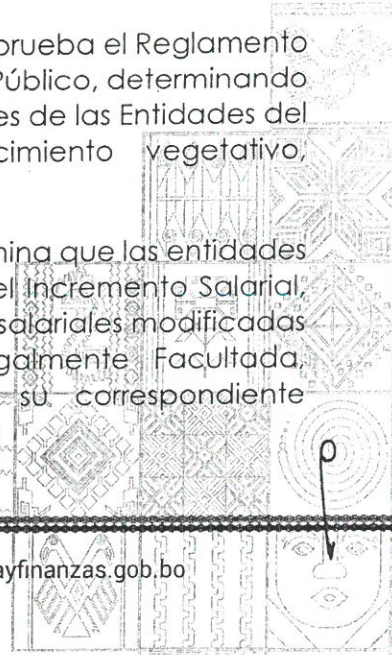 prueba el Reglamento
Público, determinando
es de las Entidades del
cimiento vegetativo,
mina que las entidades
el Incremento Salarial,
salariales modificadas
galmente Facultada,
su correspondiente
ayfinanzas.gob.bo